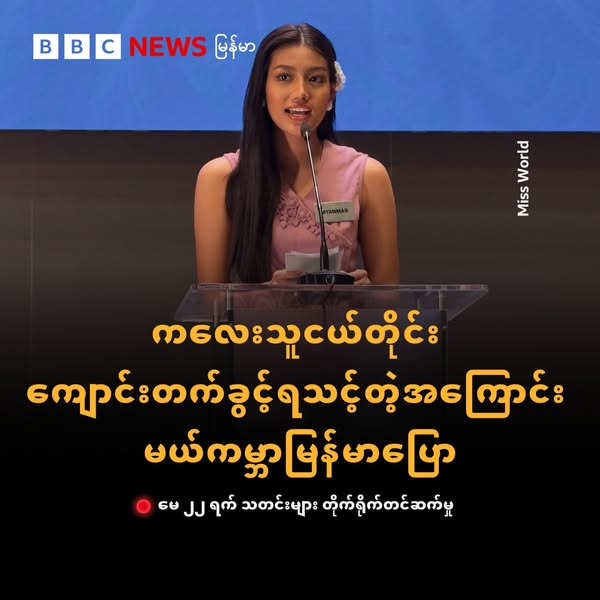 BBC NEWS မြန်မာ
MYANMAR
Miss World
ကလေးသူငယ်တိုင်း
ကျောင်းတက်ခွင့်ရသင့်တဲ့အကြောင်း
မယ်ကမ္ဘာမြန်မာပြော
မေ ၂၂ ရက် သတင်းများ တိုက်ရိုက်တင်ဆက်မှု